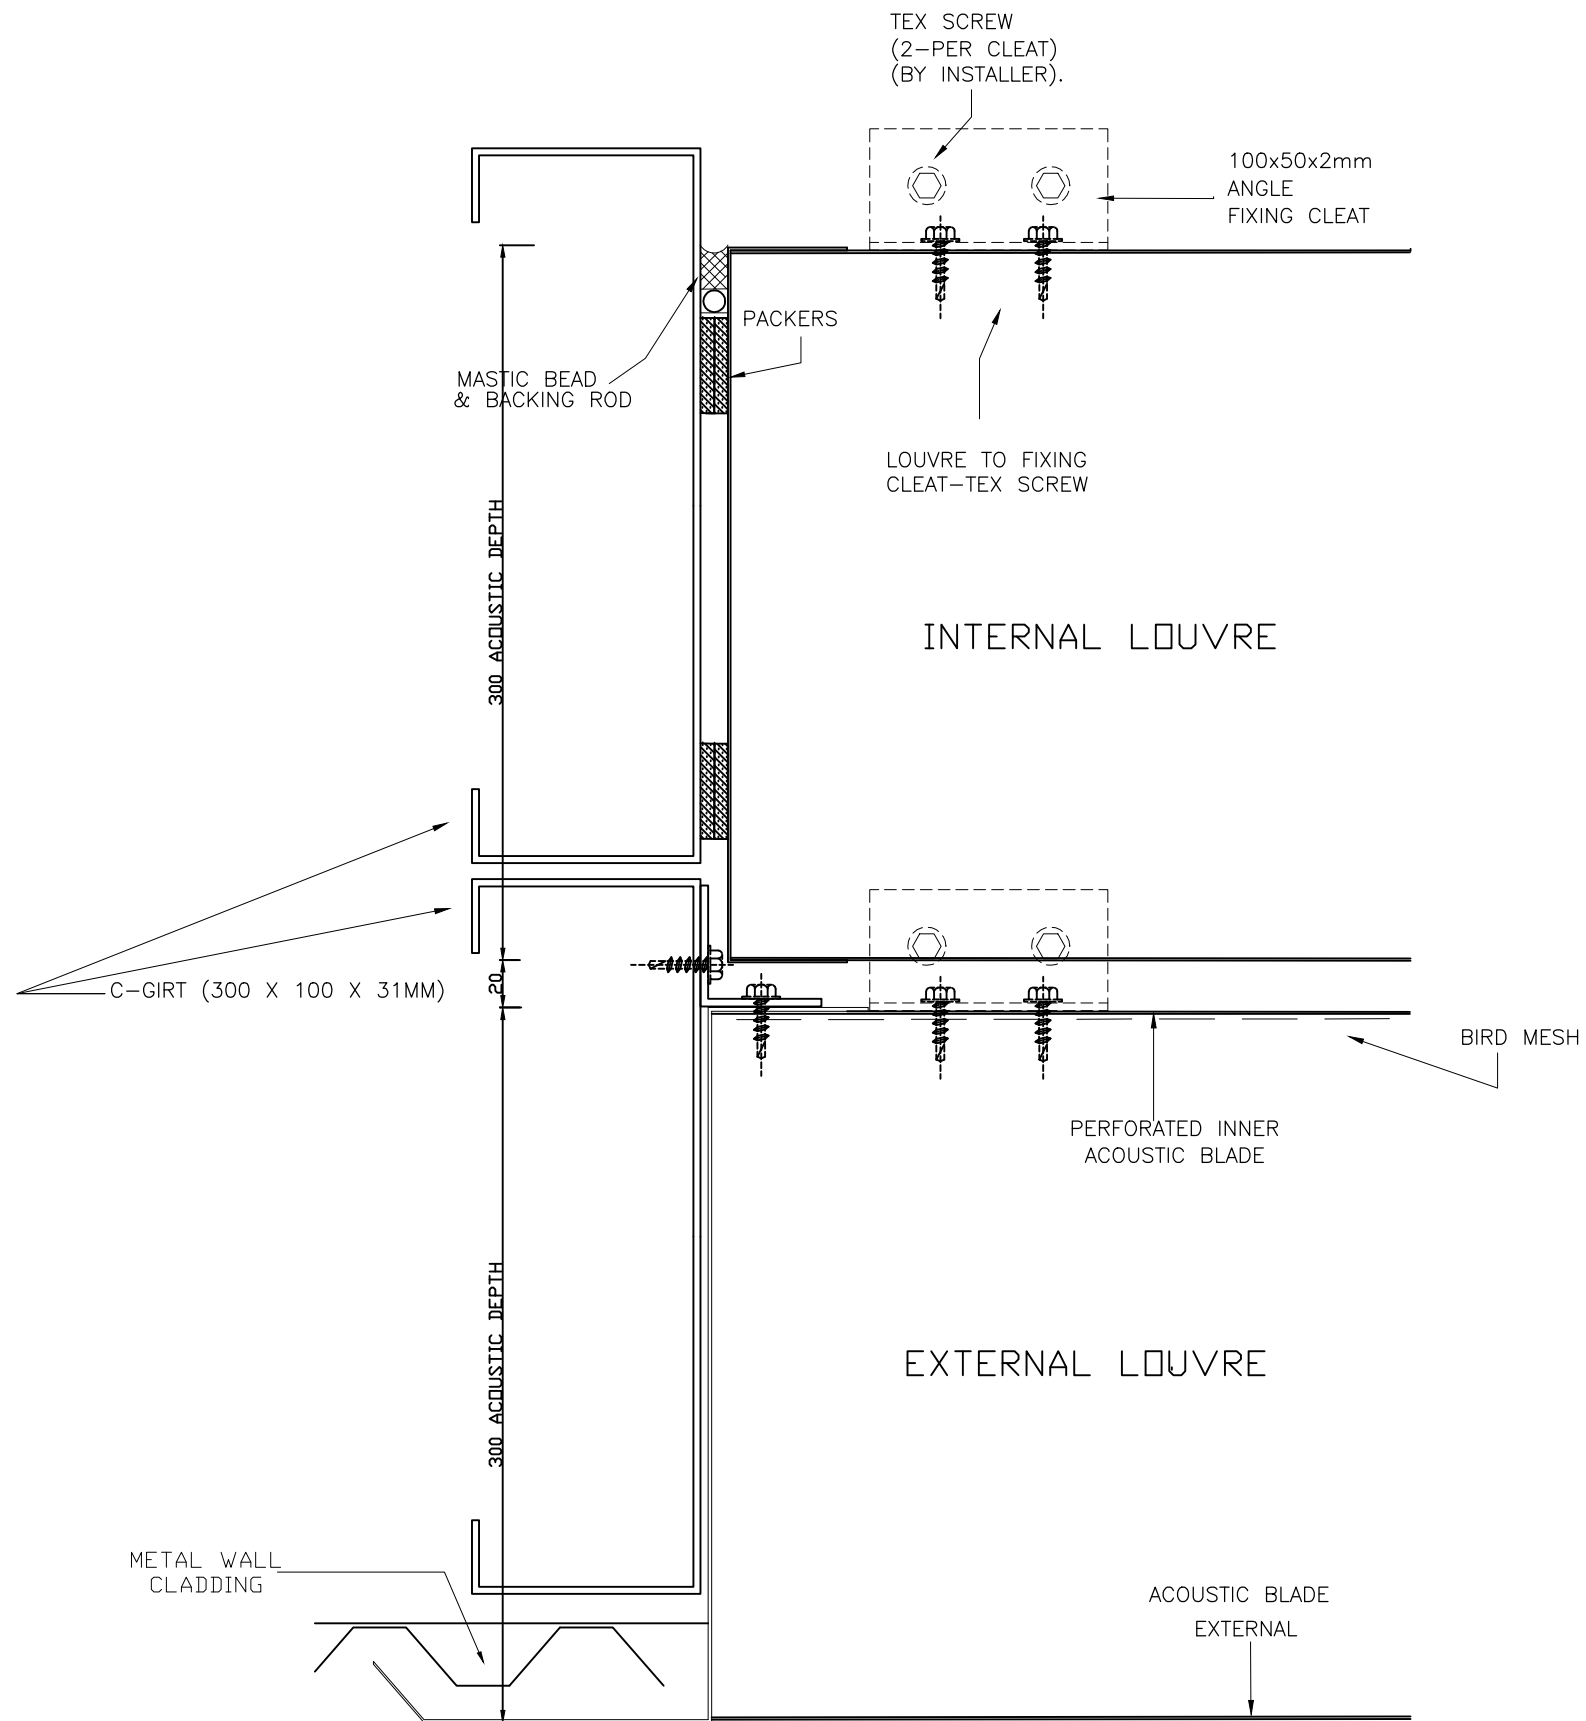 TEX SCREW
(2-PER CLEAT)
(BY INSTALLER).
100x50x2mm
ANGLE
FIXING CLEAT
PACKERS
MASTIC BEAD
& BACKING ROD
LOUVRE TO FIXING
CLEAT-TEX SCREW
300 ACOUSTIC DEPTH
INTERNAL LOUVRE
C-GIRT (300 X 100 X 31MM)
20
BIRD MESH
PERFORATED INNER
ACOUSTIC BLADE
300 ACOUSTIC DEPTH
EXTERNAL LOUVRE
METAL WALL
CLADDING
ACOUSTIC BLADE
EXTERNAL